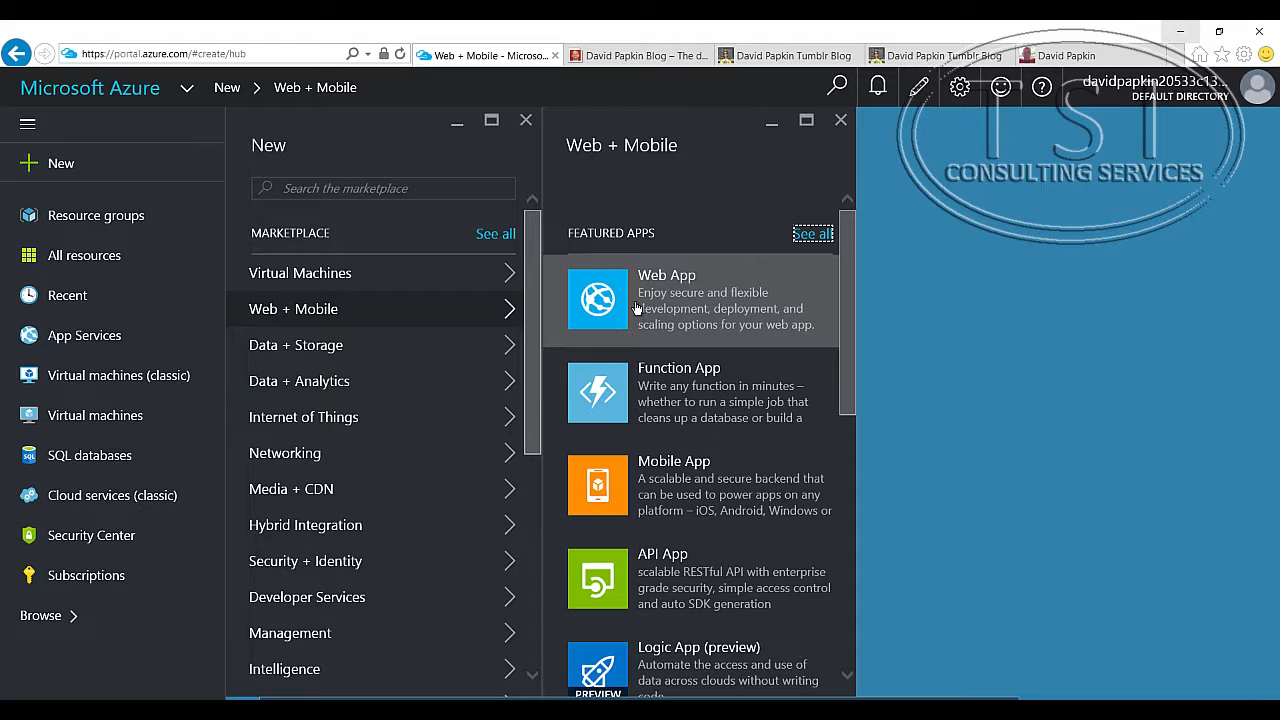 https://portal.azure.com/#create/hub
Web + Mobile - Microso...
David Papkin Blog – The d...
David Papkin Tumblr Blog
David Papkin Tumblr Blog
David Papkin
Microsoft Azure
New
Web + Mobile
davidpapkin20533c13...
DEFAULT DIRECTORY
TST
CONSULTING SERVICES
New
Resource groups
All resources
Recent
App Services
Virtual machines (classic)
Virtual machines
SQL databases
Cloud services (classic)
Security Center
Subscriptions
Browse
New
Search the marketplace
MARKETPLACE
See all
Virtual Machines
Web + Mobile
Data + Storage
Data + Analytics
Internet of Things
Networking
Media + CDN
Hybrid Integration
Security + Identity
Developer Services
Management
Intelligence
Web + Mobile
FEATURED APPS
See all
Web App
Enjoy secure and flexible
development, deployment, and
scaling options for your web app.
Function App
Write any function in minutes –
whether to run a simple job that
cleans up a database or build a
Mobile App
A scalable and secure backend that
can be used to power apps on any
platform – iOS, Android, Windows or
API App
scalable RESTful API with enterprise
grade security, simple access control
and auto SDK generation
Logic App (preview)
Automate the access and use of
data across clouds without writing
code
PREVIEW